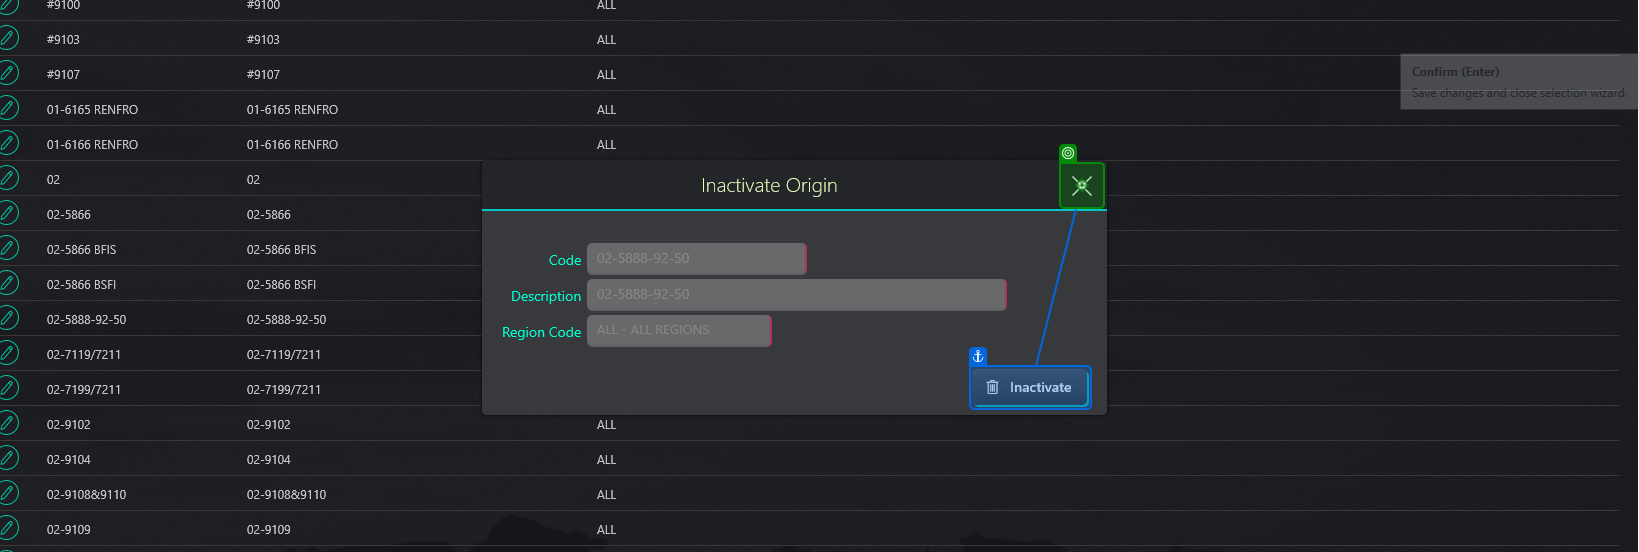 #9100 #9100 ALL
#9103 #9103 ALL
#9107 #9107 ALL
Confirm (Enter)
Save changes and close selection wizard.
01-6165 RENFRO 01-6165 RENFRO ALL
01-6166 RENFRO 01-6166 RENFRO ALL
02 02
02-5866 02-5866
02-5866 BFIS 02-5866 BFIS
02-5866 BSFI 02-5866 BSFI
02-5888-92-50 02-5888-92-50
02-7119/7211 02-7119/7211
02-7199/7211 02-7199/7211
02-9102 02-9102 ALL
02-9104 02-9104 ALL
02-9108&9110 02-9108&9110 ALL
02-9109 02-9109 ALL
Inactivate Origin
Code 02-5888-92-50
Description 02-5888-92-50
Region Code ALL - ALL REGIONS
Inactivate